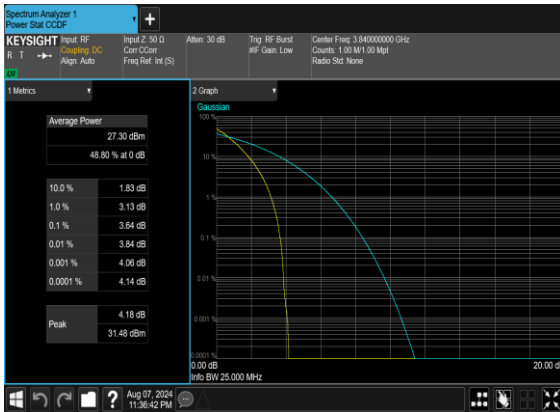 Spectrum Analyzer 1
Power Stat CCDF
KEYSIGHT
R T
Input: RF
Coupling: DC
Align: Auto
Input Z: 50 Ω
Corr CCorr
Freq Ref: Int (S)
Atten: 30 dB
Trig: RF Burst
#IF Gain: Low
Center Freq: 3.840000000 GHz
Counts: 1.00 M/1.00 Mpt
Radio Std: None
1 Metrics
Average Power
27.30 dBm
48.80 % at 0 dB
10.0 % 1.83 dB
1.0 % 3.13 dB
0.1 % 3.64 dB
0.01 % 3.84 dB
0.001 % 4.06 dB
0.0001 % 4.14 dB
Peak
4.18 dB
31.48 dBm
2 Graph
Gaussian
100 %
10 %
1 %
0.1 %
0.01 %
0.001 %
0.0001 %
0.00 dB
20.00 d
Info BW 25.000 MHz
Aug 07, 2024
11:36:42 PM